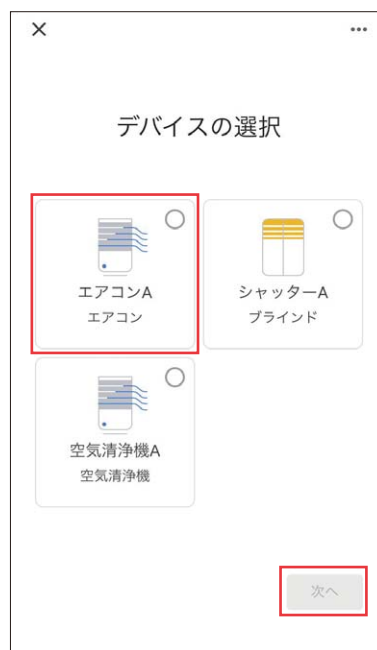 デバイスの選択
エアコンA
エアコン
シャッターA
ブラインド
空気清浄機A
空気清浄機
次へ